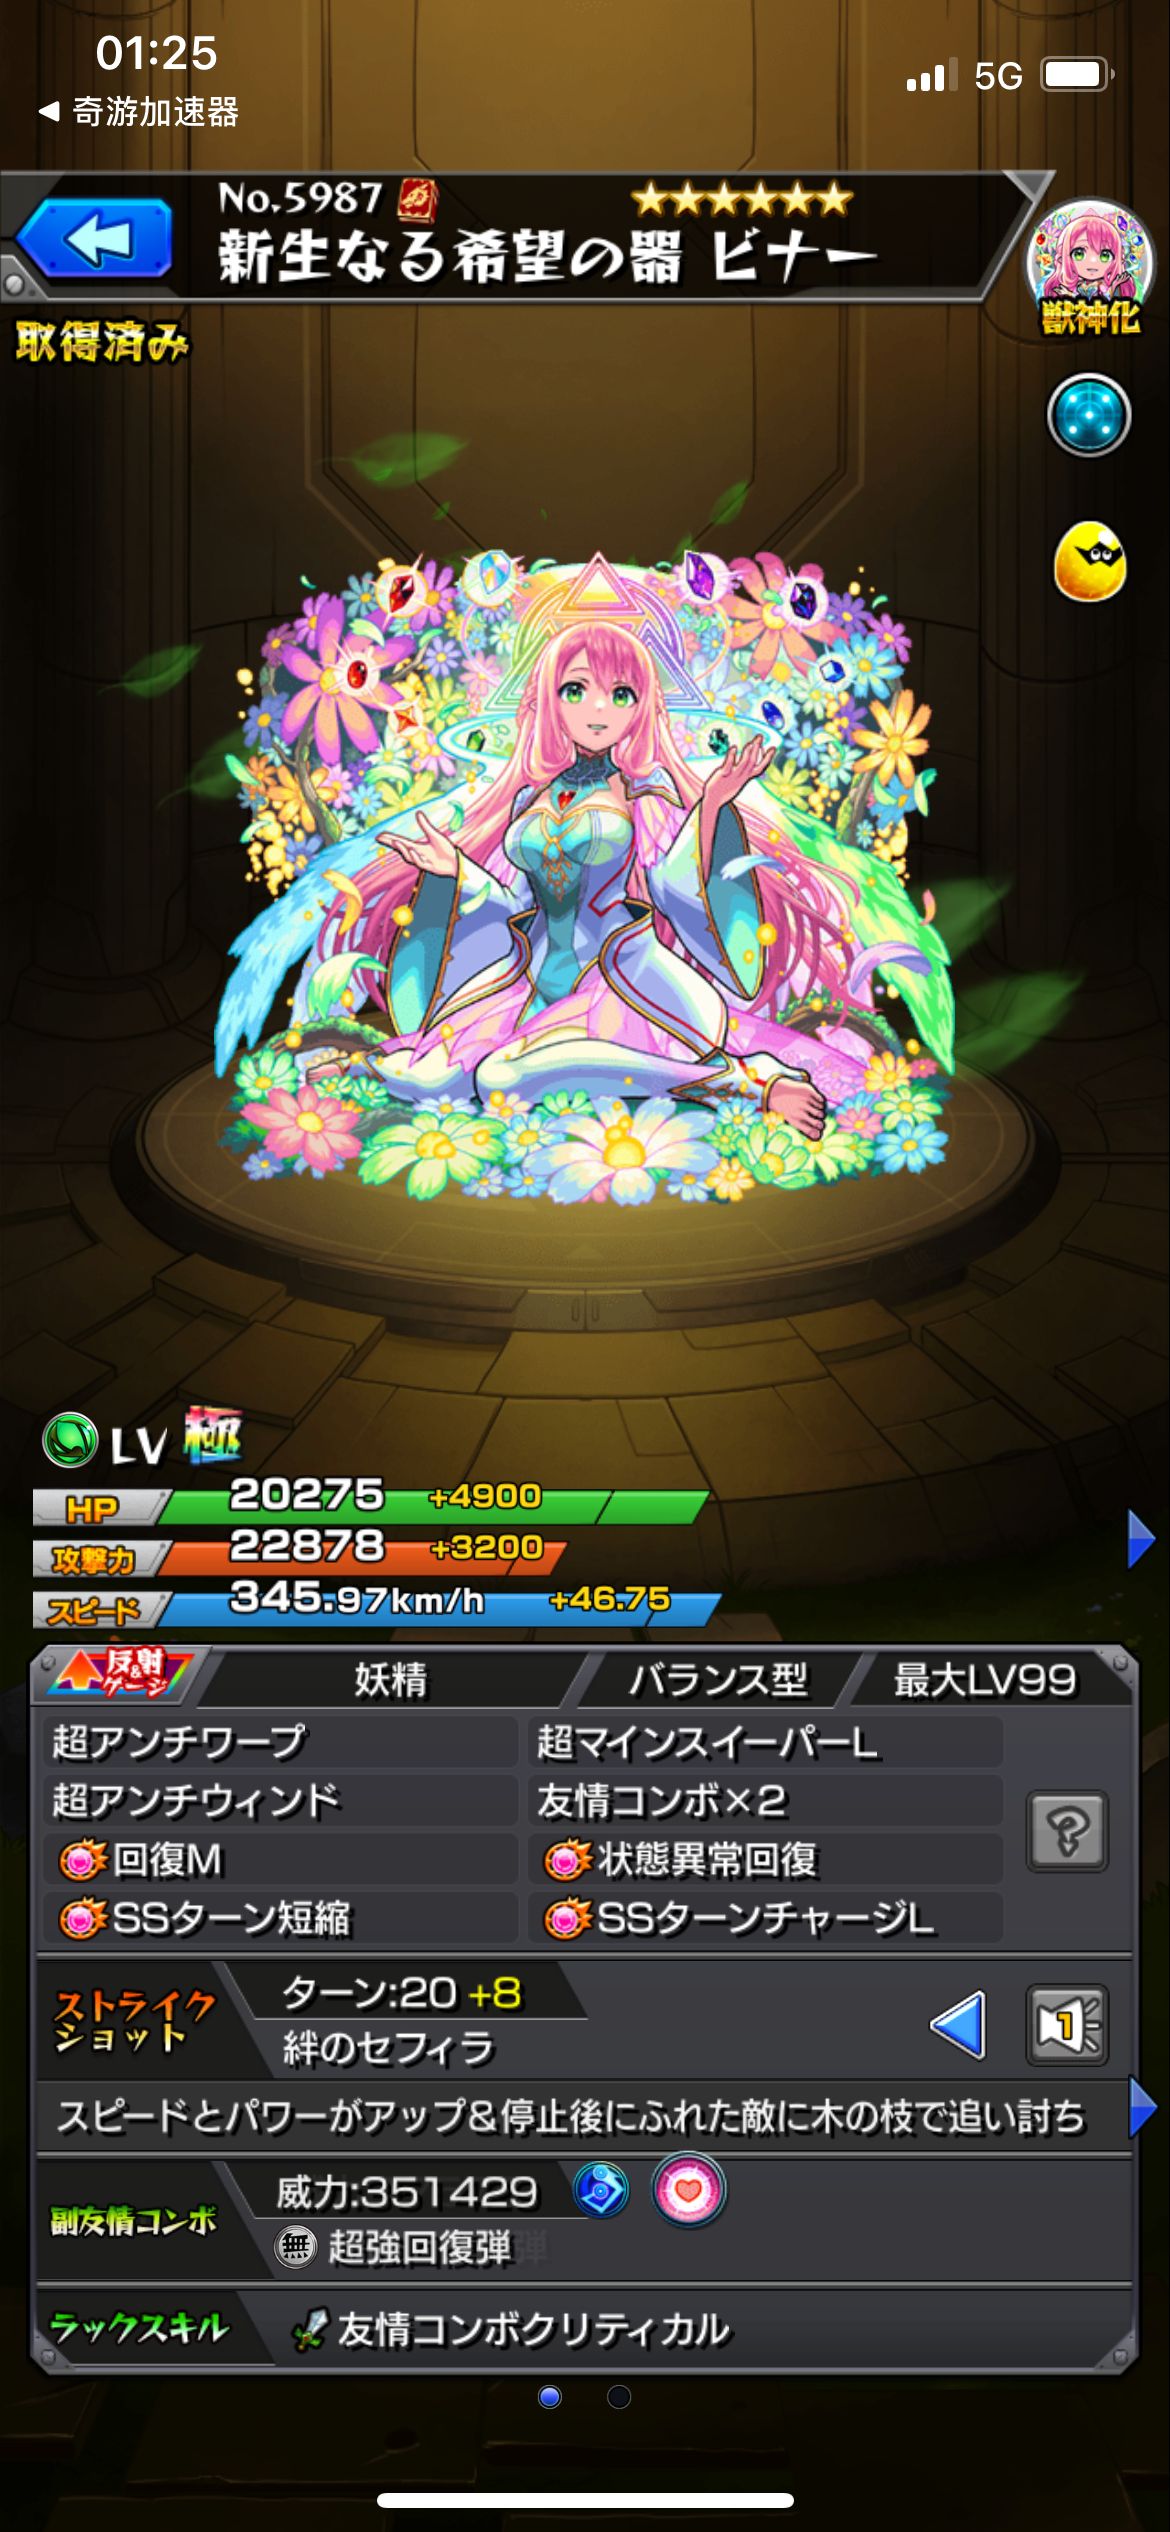 01:25
5G
◀ 奇游加速器
No.5987
新生なる希望の器 ビナー
獣神化
取得済み
LV 極
HP 20275 +4900
攻撃力 22878 +3200
スピード 345.97km/h +46.75
反射&ゲージ 妖精 バランス型 最大LV99
超アンチワープ 超マインスイーパーL
超アンチウィンド 友情コンボ×2
回復M 状態異常回復
SSターン短縮 SSターンチャージL
ストライクショット ターン:20 +8
絆のセフィラ
1
スピードとパワーがアップ&停止後にふれた敵に木の枝で追い討ち
副友情コンボ 威力:351429
無 超強回復弾
ラックスキル 友情コンボクリティカル